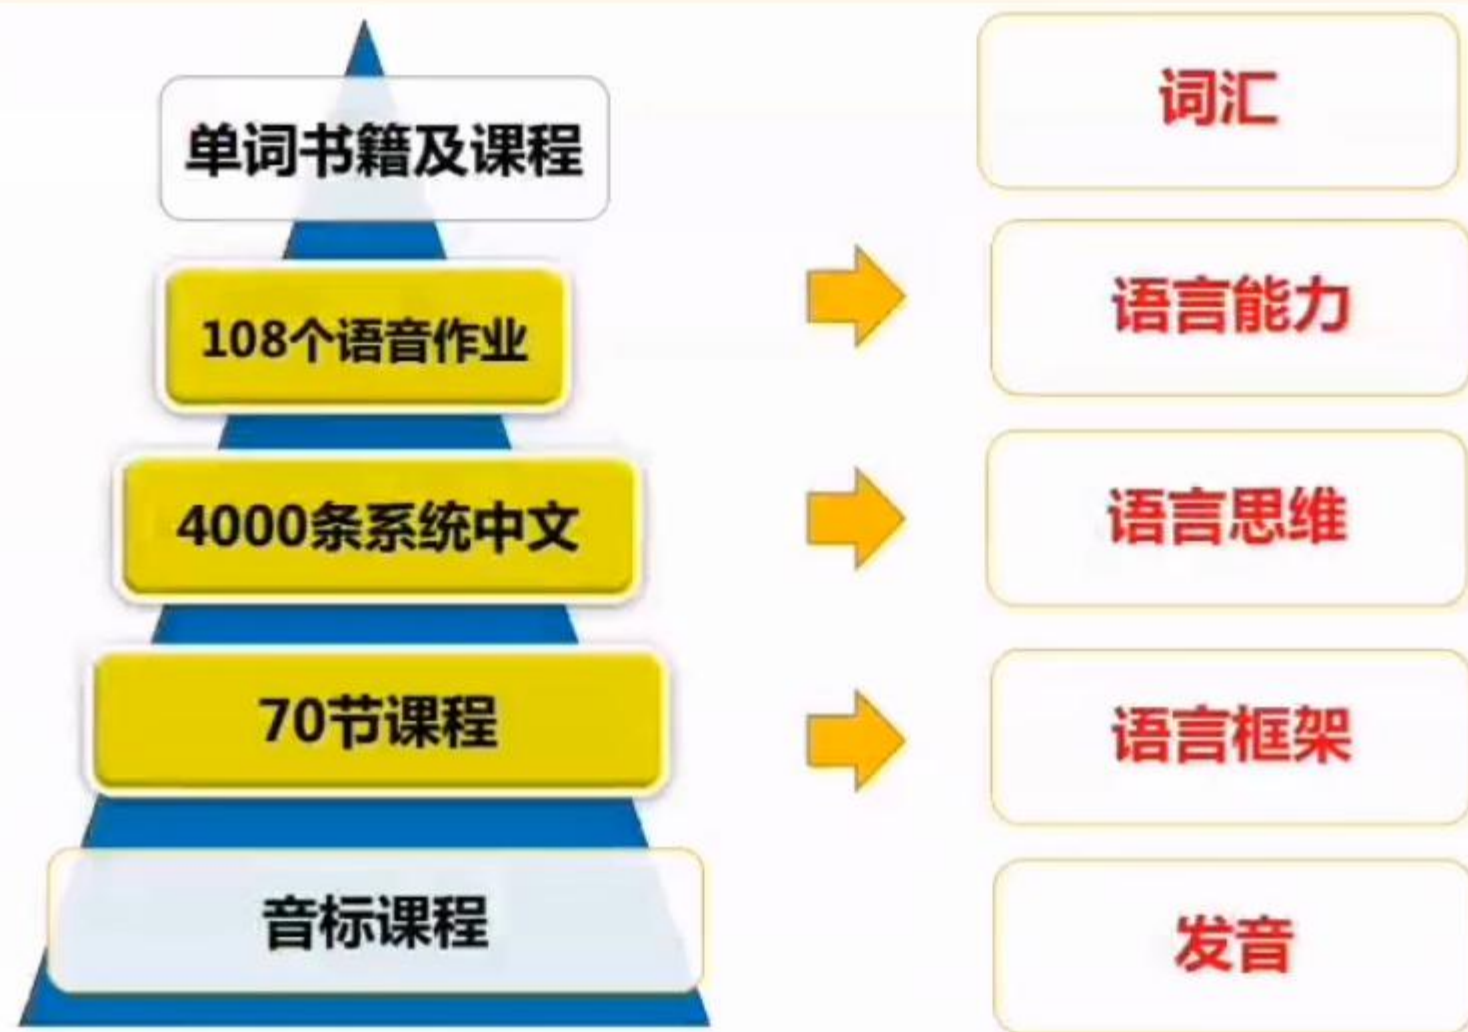 单词书籍及课程
词汇
108个语音作业
语言能力
4000条系统中文
语言思维
70节课程
语言框架
音标课程
发音